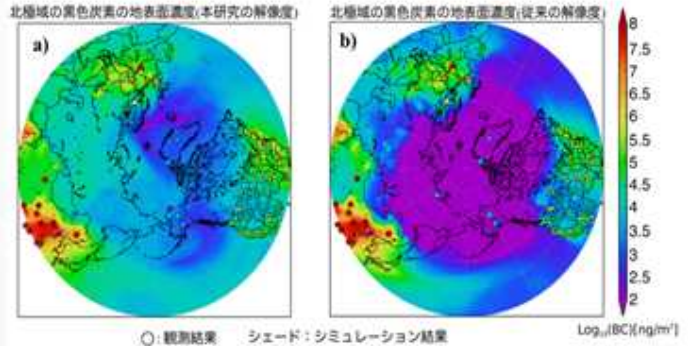 北極域の黒色炭素の地表面濃度(本研究の解像度)
北極域の黒色炭素の地表面濃度(従来の解像度)
a)
b)
8
7.5
7
6.5
6
5.5
5
4.5
4
3.5
3
2.5
2
○: 観測結果
シェード:シミュレーション結果
Log₁₀(BC)[ng/m³]